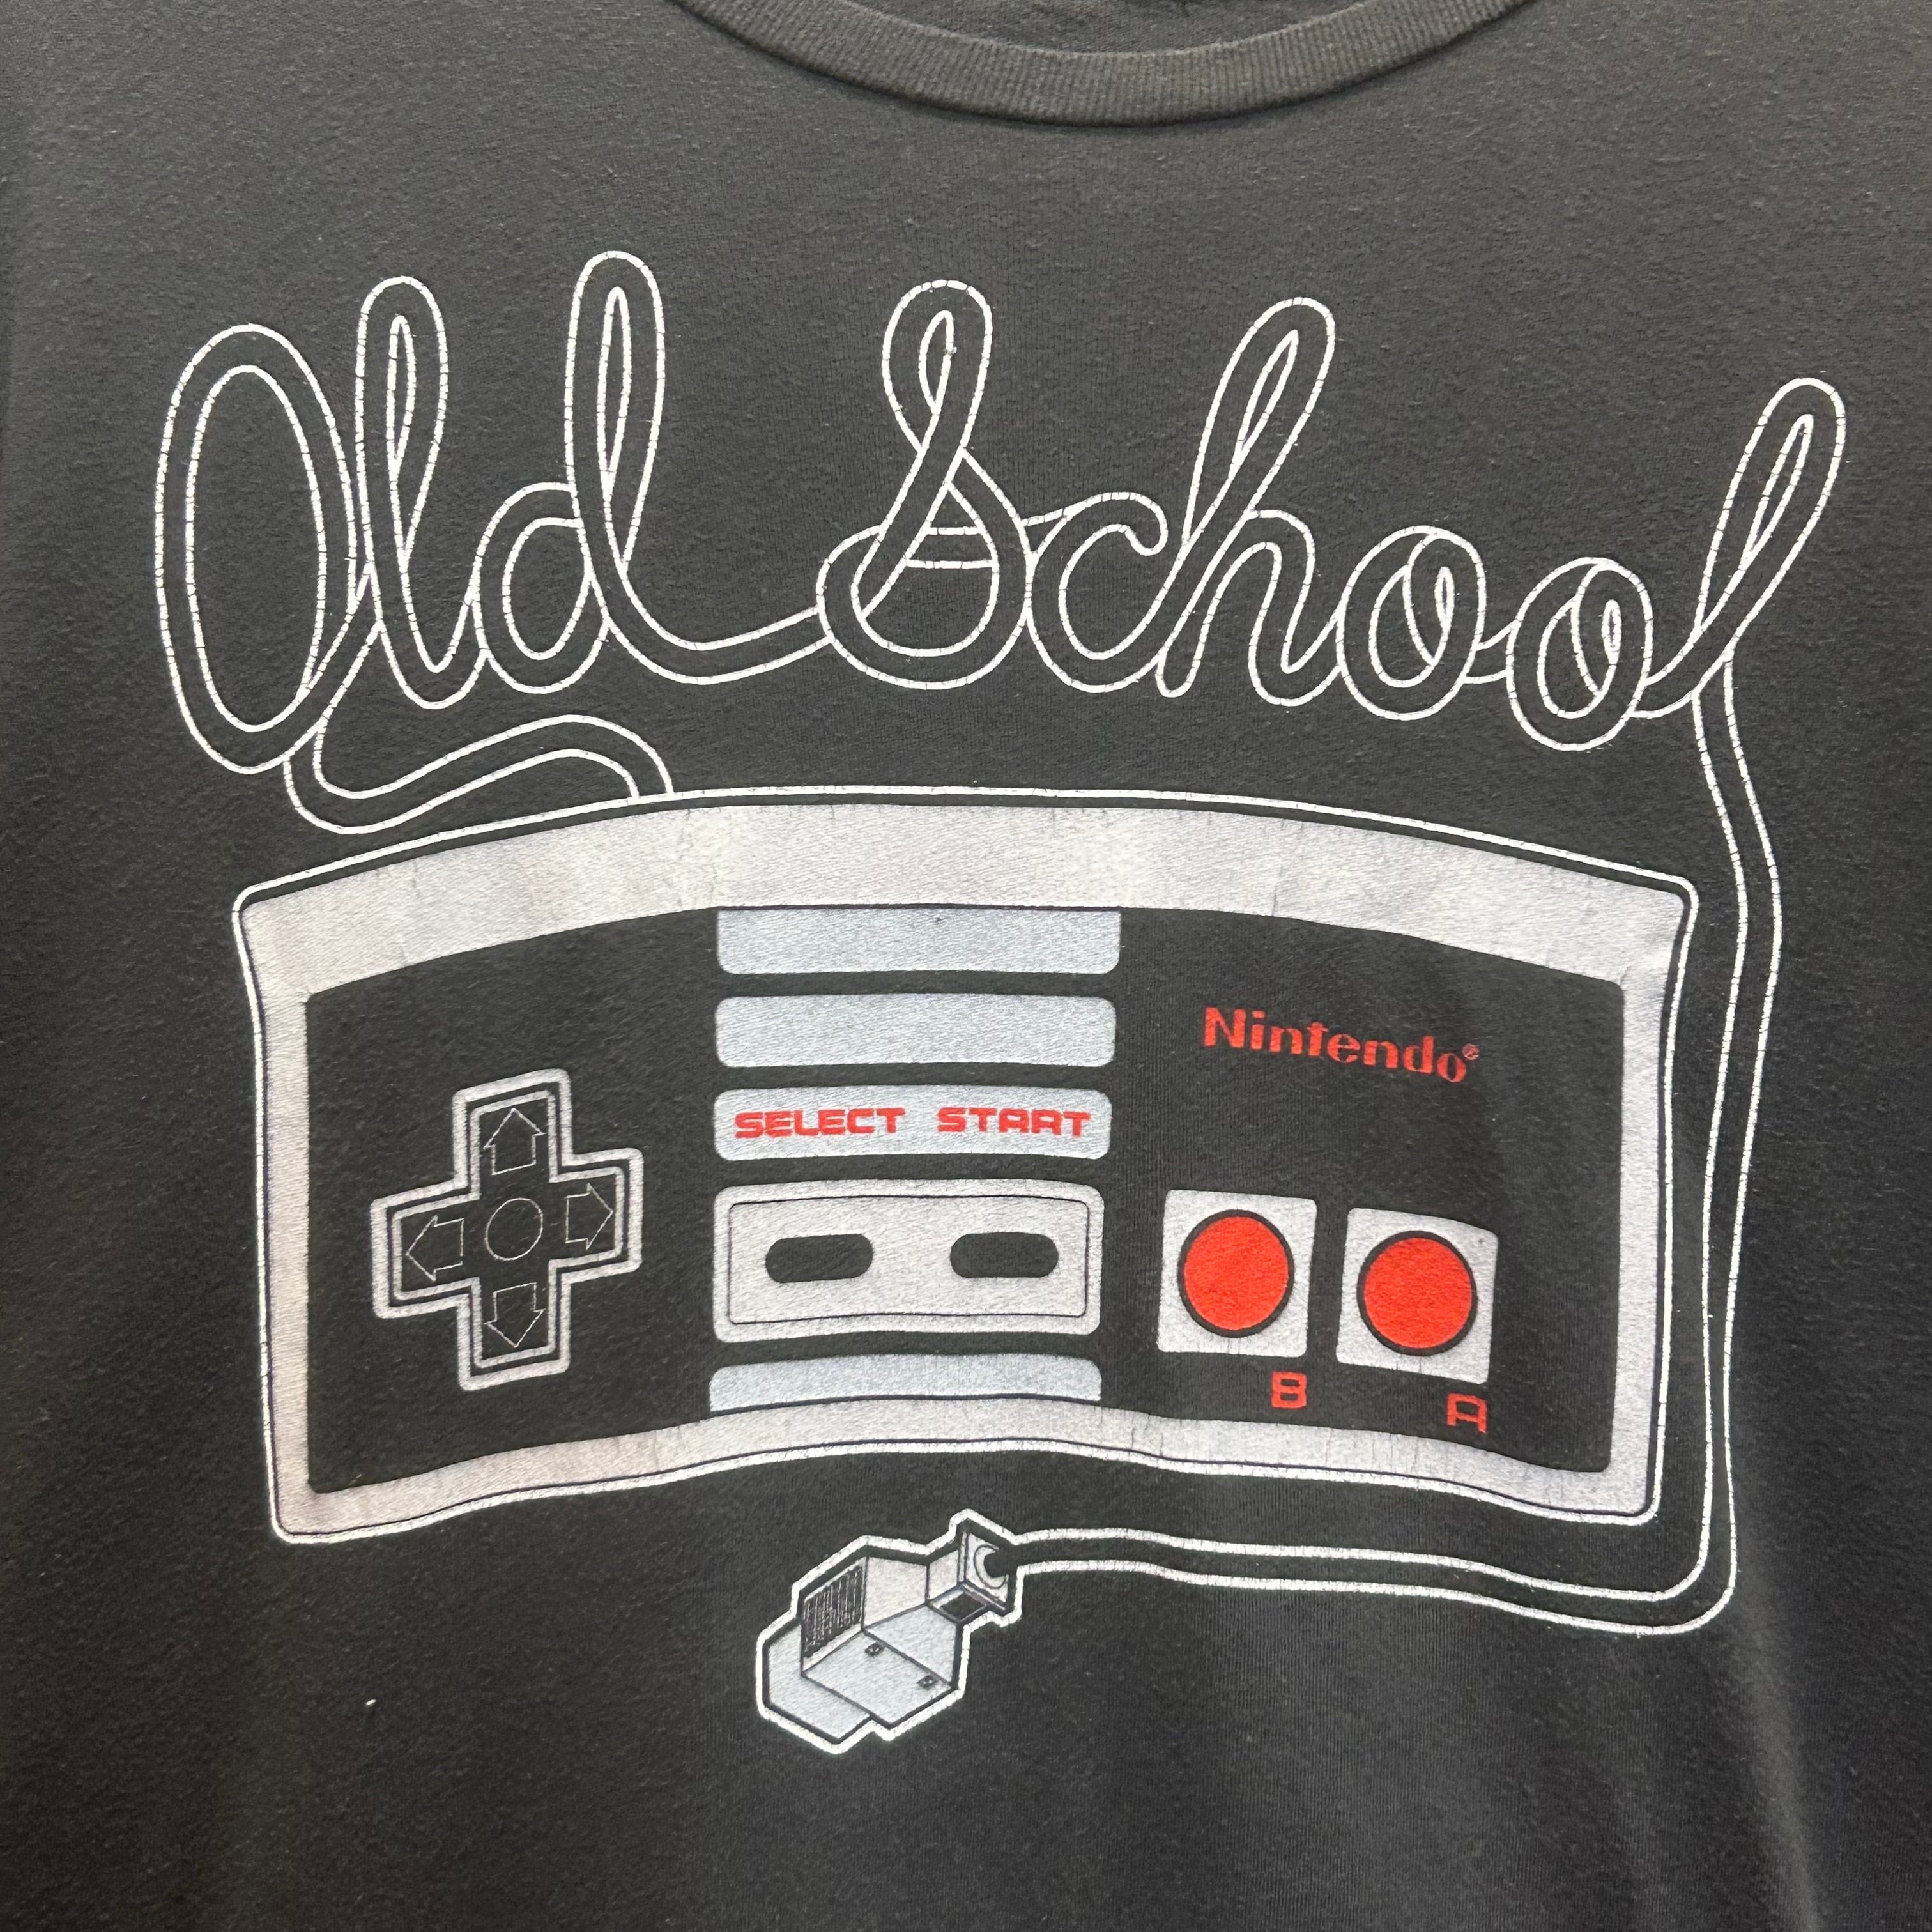 Old School
Nintendo®
SELECT START
B A